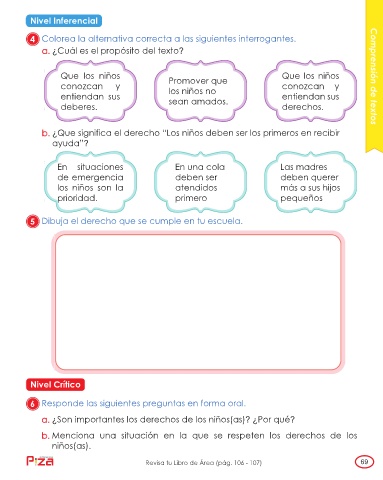 Nivel Inferencial
4 Colorea la alternativa correcta a las siguientes interrogantes.
a. ¿Cuál es el propósito del texto?
Que los niños
conozcan y
entiendan sus
deberes.
Promover que
los niños no
sean amados.
Que los niños
conozcan y
entiendan sus
derechos.
b. ¿Que significa el derecho “Los niños deben ser los primeros en recibir
ayuda”?
En situaciones
de emergencia
los niños son la
prioridad.
En una cola
deben ser
atendidos
primero
Las madres
deben querer
más a sus hijos
pequeños
5 Dibuja el derecho que se cumple en tu escuela.
Nivel Crítico
6 Responde las siguientes preguntas en forma oral.
a. ¿Son importantes los derechos de los niños(as)? ¿Por qué?
b. Menciona una situación en la que se respeten los derechos de los
niños(as).
Revisa tu Libro de Área (pág. 106 - 107)
69
Comprensión de textos